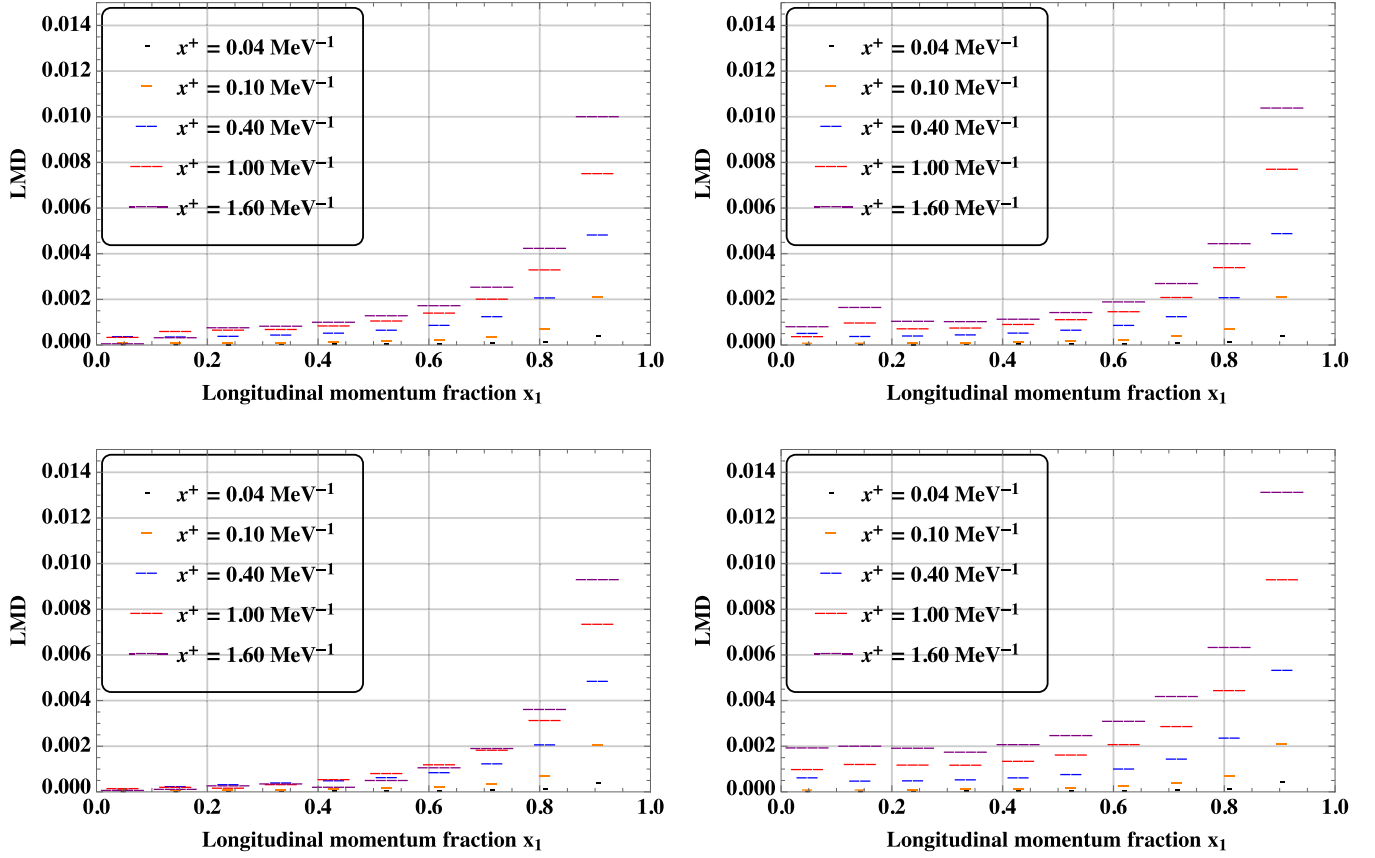 0.014
0.012
0.010
0.008
0.006
0.004
0.002
0.000
LMD
x⁺ = 0.04 MeV⁻¹
x⁺ = 0.10 MeV⁻¹
x⁺ = 0.40 MeV⁻¹
x⁺ = 1.00 MeV⁻¹
x⁺ = 1.60 MeV⁻¹
0.0 0.2 0.4 0.6 0.8 1.0
Longitudinal momentum fraction x₁
0.014
0.012
0.010
0.008
0.006
0.004
0.002
0.000
LMD
x⁺ = 0.04 MeV⁻¹
x⁺ = 0.10 MeV⁻¹
x⁺ = 0.40 MeV⁻¹
x⁺ = 1.00 MeV⁻¹
x⁺ = 1.60 MeV⁻¹
0.0 0.2 0.4 0.6 0.8 1.0
Longitudinal momentum fraction x₁
0.014
0.012
0.010
0.008
0.006
0.004
0.002
0.000
LMD
x⁺ = 0.04 MeV⁻¹
x⁺ = 0.10 MeV⁻¹
x⁺ = 0.40 MeV⁻¹
x⁺ = 1.00 MeV⁻¹
x⁺ = 1.60 MeV⁻¹
0.0 0.2 0.4 0.6 0.8 1.0
Longitudinal momentum fraction x₁
0.014
0.012
0.010
0.008
0.006
0.004
0.002
0.000
LMD
x⁺ = 0.04 MeV⁻¹
x⁺ = 0.10 MeV⁻¹
x⁺ = 0.40 MeV⁻¹
x⁺ = 1.00 MeV⁻¹
x⁺ = 1.60 MeV⁻¹
0.0 0.2 0.4 0.6 0.8 1.0
Longitudinal momentum fraction x₁